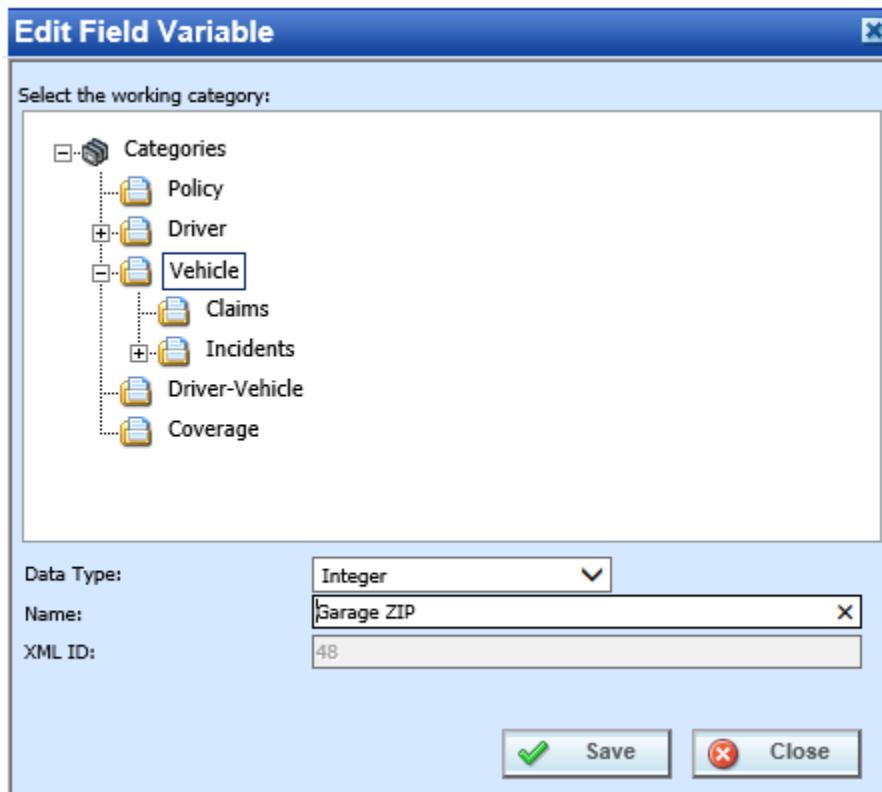 Edit Field Variable
Select the working category:
Categories
Policy
Driver
Vehicle
Claims
Incidents
Driver-Vehicle
Coverage
Data Type: Integer
Name: Garage ZIP
XML ID: 48
Save Close